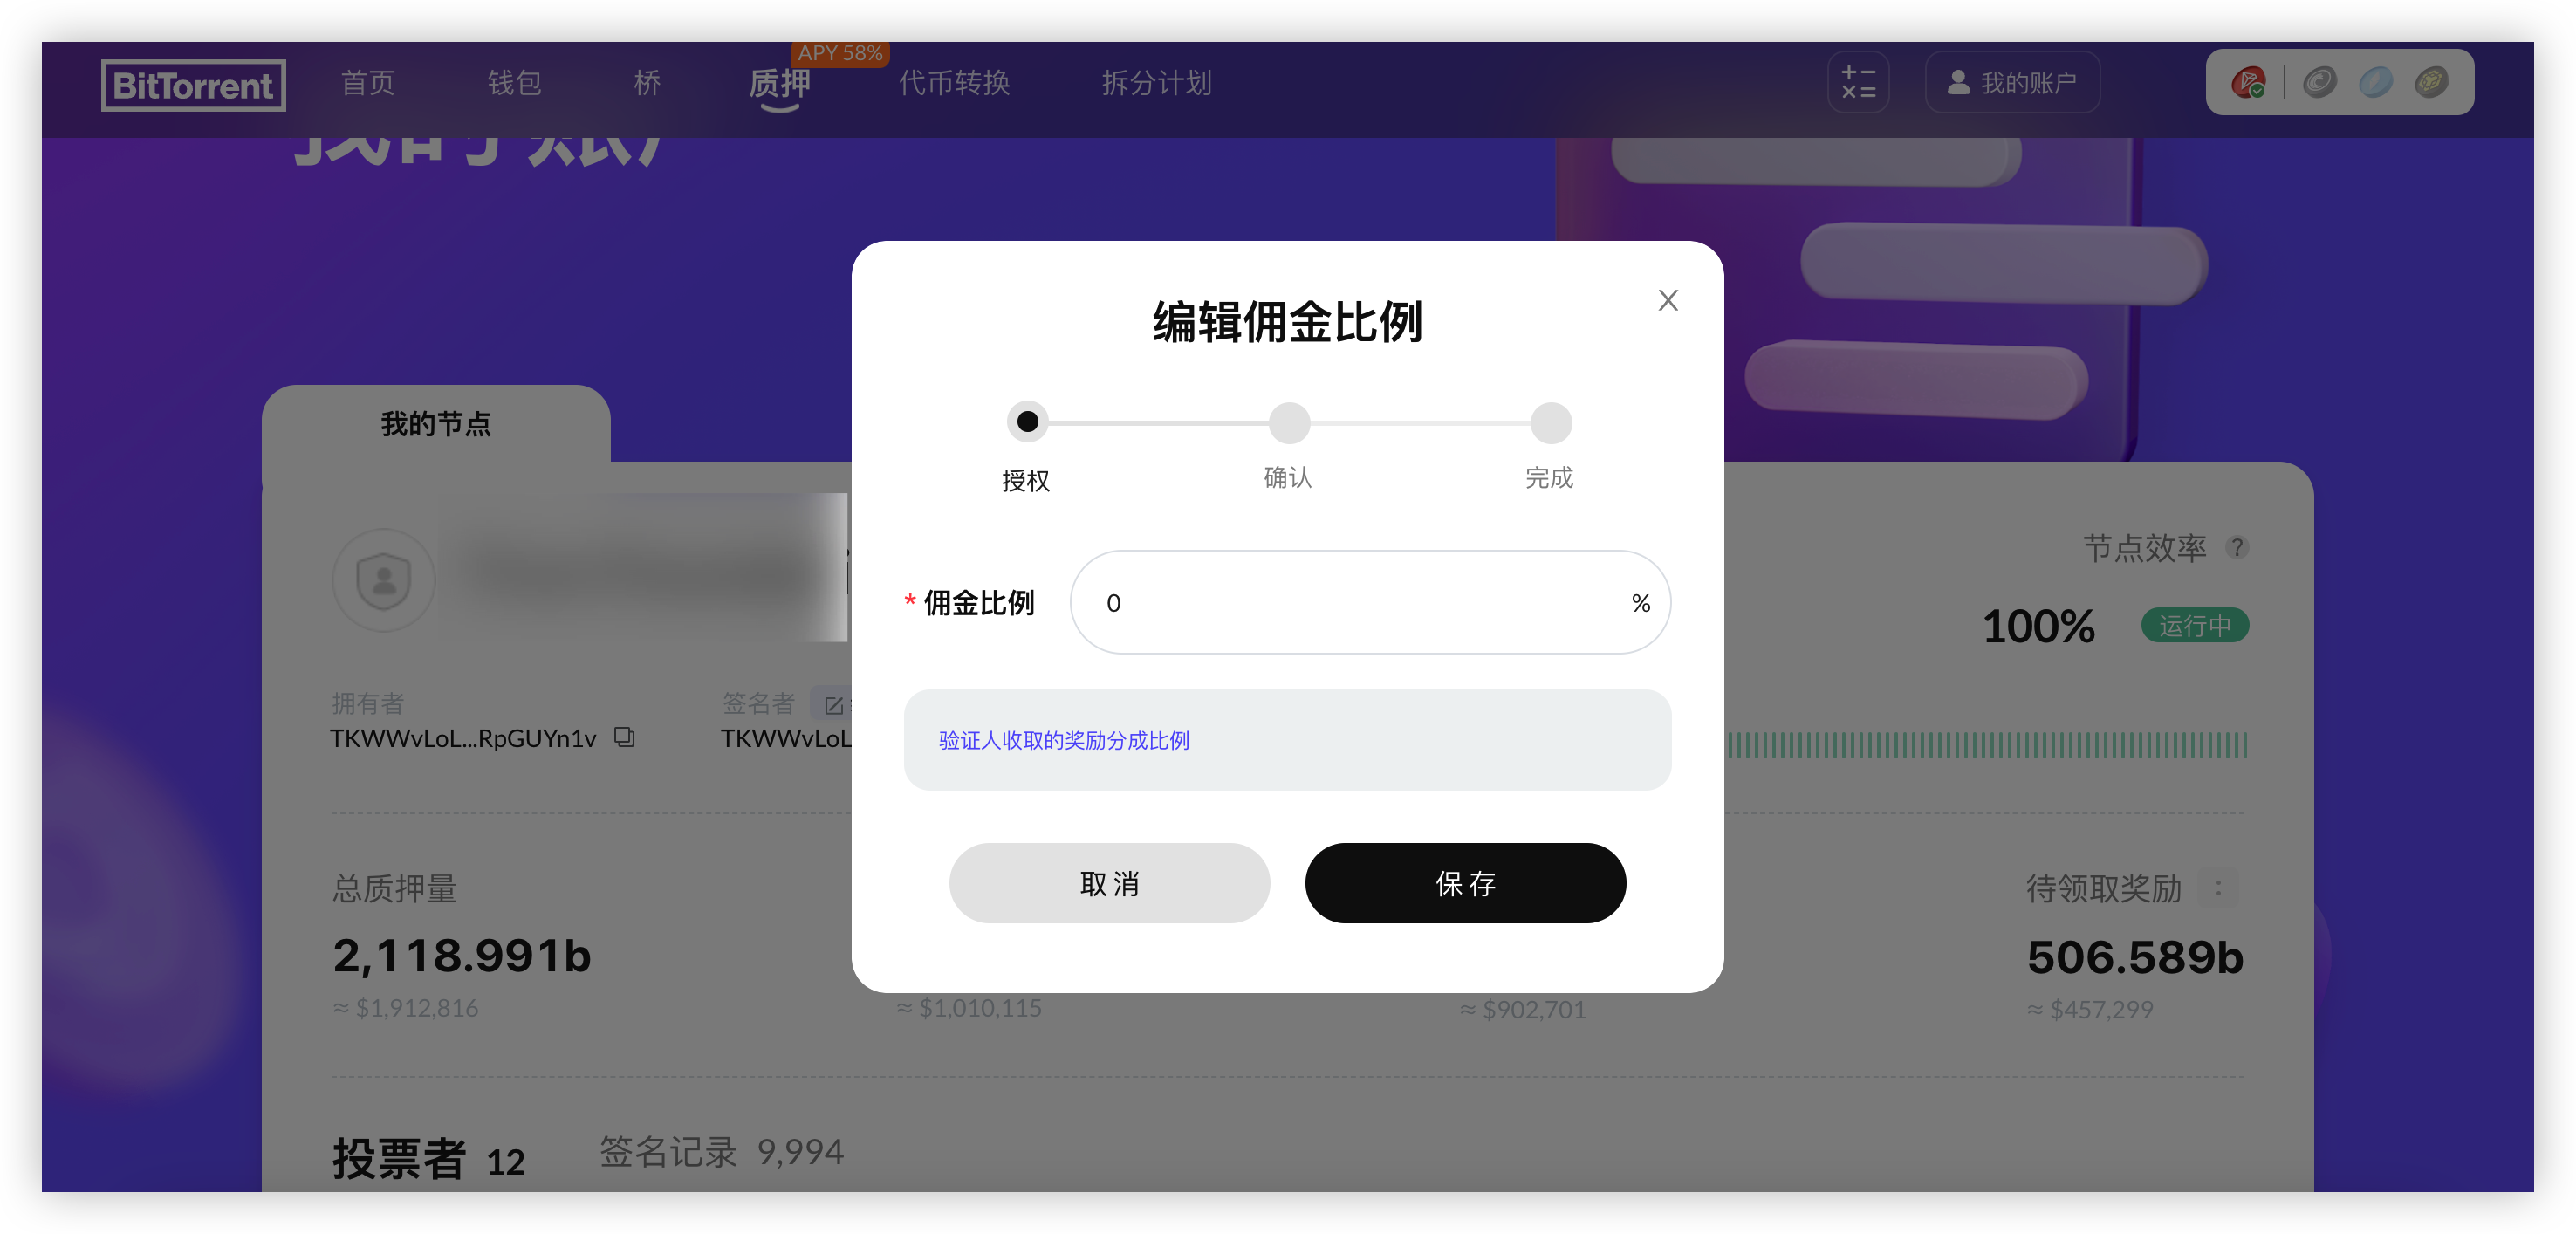 BitTorrent 首页 钱包 桥 质押 APY 58% 代币转换 拆分计划 我的账户
我的账户
编辑佣金比例
我的节点
授权 确认 完成
节点效率 ?
* 佣金比例 0 %
100% 运行中
拥有者 签名者
TKWWvLoL...RpGUYn1v TKWWvLoL
验证人收取的奖励分成比例
取消 保存
总质押量 待领取奖励
2,118.991b 506.589b
≈ $1,912,816 ≈ $1,010,115 ≈ $902,701 ≈ $457,299
投票者 12 签名记录 9,994